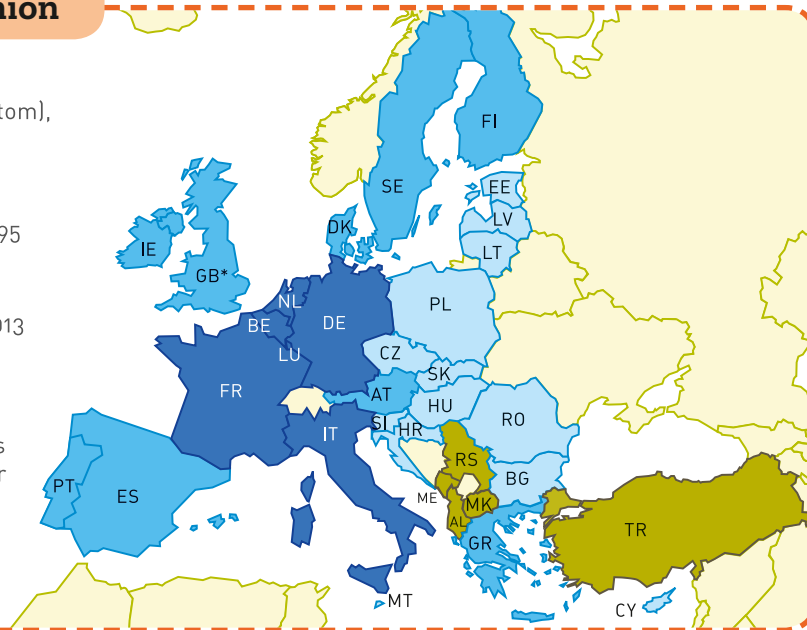 nion
tom),
95
013
s
r
FI
SE
EE
LV
LT
DK
IE
GB*
NL
BE
LU
DE
PL
CZ
SK
FR
AT
HU
RO
SI
HR
IT
RS
BG
ME
MK
AL
PT
ES
GR
TR
MT
CY